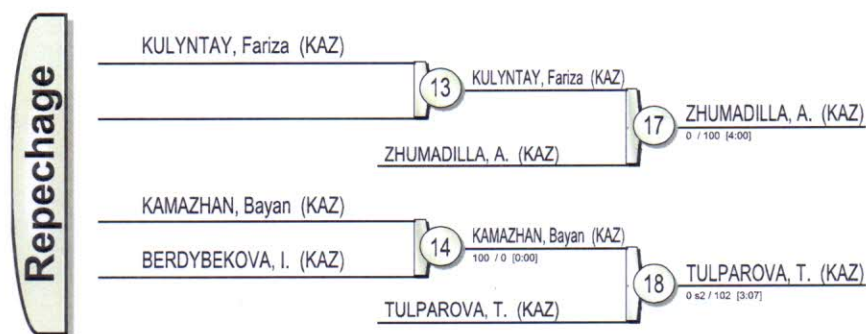 Repechage
KULYNTAY, Fariza (KAZ)
13
KULYNTAY, Fariza (KAZ)
17
ZHUMADILLA, A. (KAZ)
0 / 100 [4:00]
ZHUMADILLA, A. (KAZ)
KAMAZHAN, Bayan (KAZ)
14
KAMAZHAN, Bayan (KAZ)
100 / 0 [0:00]
BERDYBEKOVA, I. (KAZ)
18
TULPAROVA, T. (KAZ)
0 s2 / 102 [3:07]
TULPAROVA, T. (KAZ)